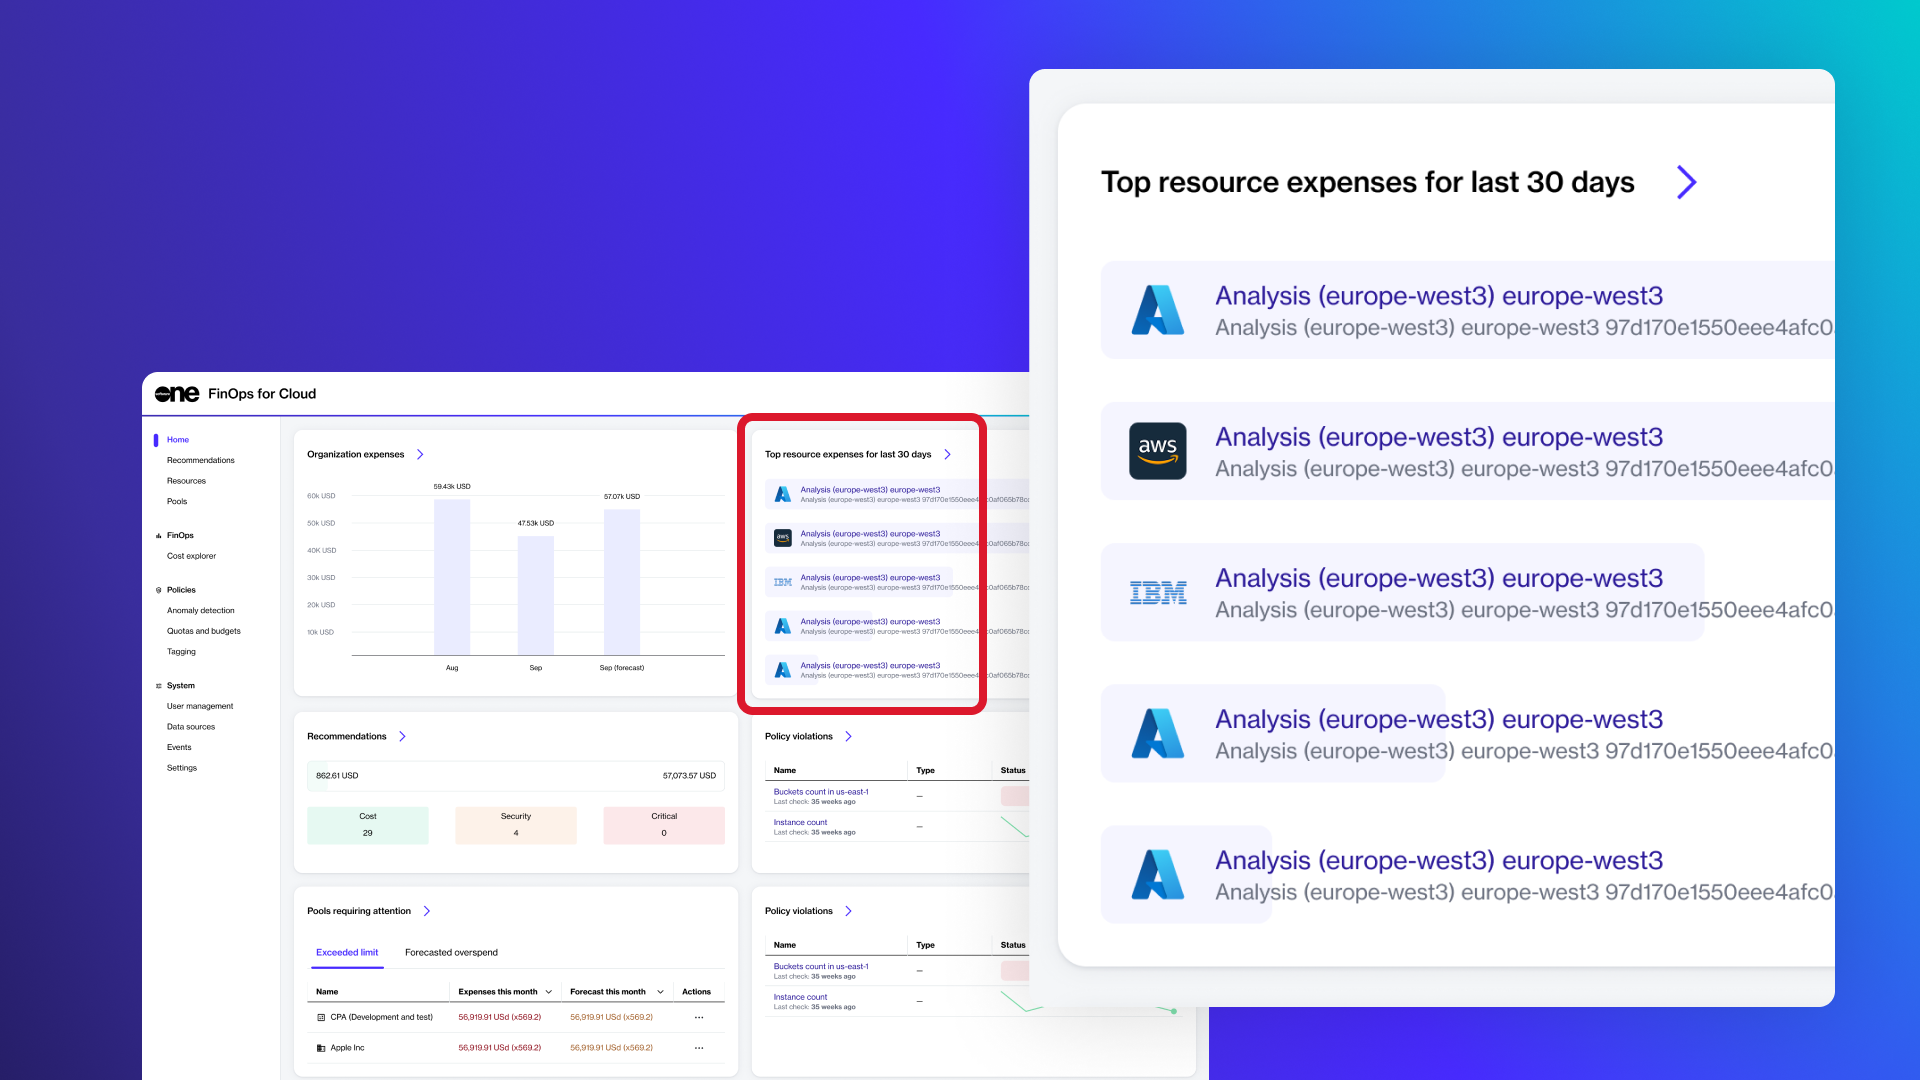 one FinOps for Cloud
Home
Recommendations
Resources
Pools
FinOps
Cost explorer
Policies
Anomaly detection
Quotas and budgets
Tagging
System
User management
Data sources
Events
Settings
Organization expenses
60k USD
50k USD
40K USD
30k USD
20k USD
10k USD
59.43k USD
47.53k USD
57.07k USD
Aug
Sep
Sep (forecast)
Top resource expenses for last 30 days
Analysis (europe-west3) europe-west3
Analysis (europe-west3) europe-west3 97d170e1550eee4
aws
Analysis (europe-west3) europe-west3
Analysis (europe-west3) europe-west3 97d170e1550eee4
IBM
Analysis (europe-west3) europe-west3
Analysis (europe-west3) europe-west3 97d170e1550eee4
Analysis (europe-west3) europe-west3
Analysis (europe-west3) europe-west3 97d170e1550eee4
Analysis (europe-west3) europe-west3
Analysis (europe-west3) europe-west3 97d170e1550eee4
Recommendations
862.61 USD
57,073.57 USD
Cost
29
Security
4
Critical
0
Policy violations
Name Type Status
Buckets count in us-east-1 —
Last check: 35 weeks ago
Instance count —
Last check: 35 weeks ago
Pools requiring attention
Exceeded limit Forecasted overspend
Name Expenses this month Forecast this month Actions
CPA (Development and test) 56,919.91 USd (x569.2) 56,919.91 USd (x569.2) ...
Apple Inc 56,919.91 USd (x569.2) 56,919.91 USd (x569.2) ...
Policy violations
Name Type Status
Buckets count in us-east-1 —
Last check: 35 weeks ago
Instance count —
Last check: 35 weeks ago
Top resource expenses for last 30 days
Analysis (europe-west3) europe-west3
Analysis (europe-west3) europe-west3 97d170e1550eee4afc0
aws
Analysis (europe-west3) europe-west3
Analysis (europe-west3) europe-west3 97d170e1550eee4afc0
IBM
Analysis (europe-west3) europe-west3
Analysis (europe-west3) europe-west3 97d170e1550eee4afc0
Analysis (europe-west3) europe-west3
Analysis (europe-west3) europe-west3 97d170e1550eee4afc0
Analysis (europe-west3) europe-west3
Analysis (europe-west3) europe-west3 97d170e1550eee4afc0